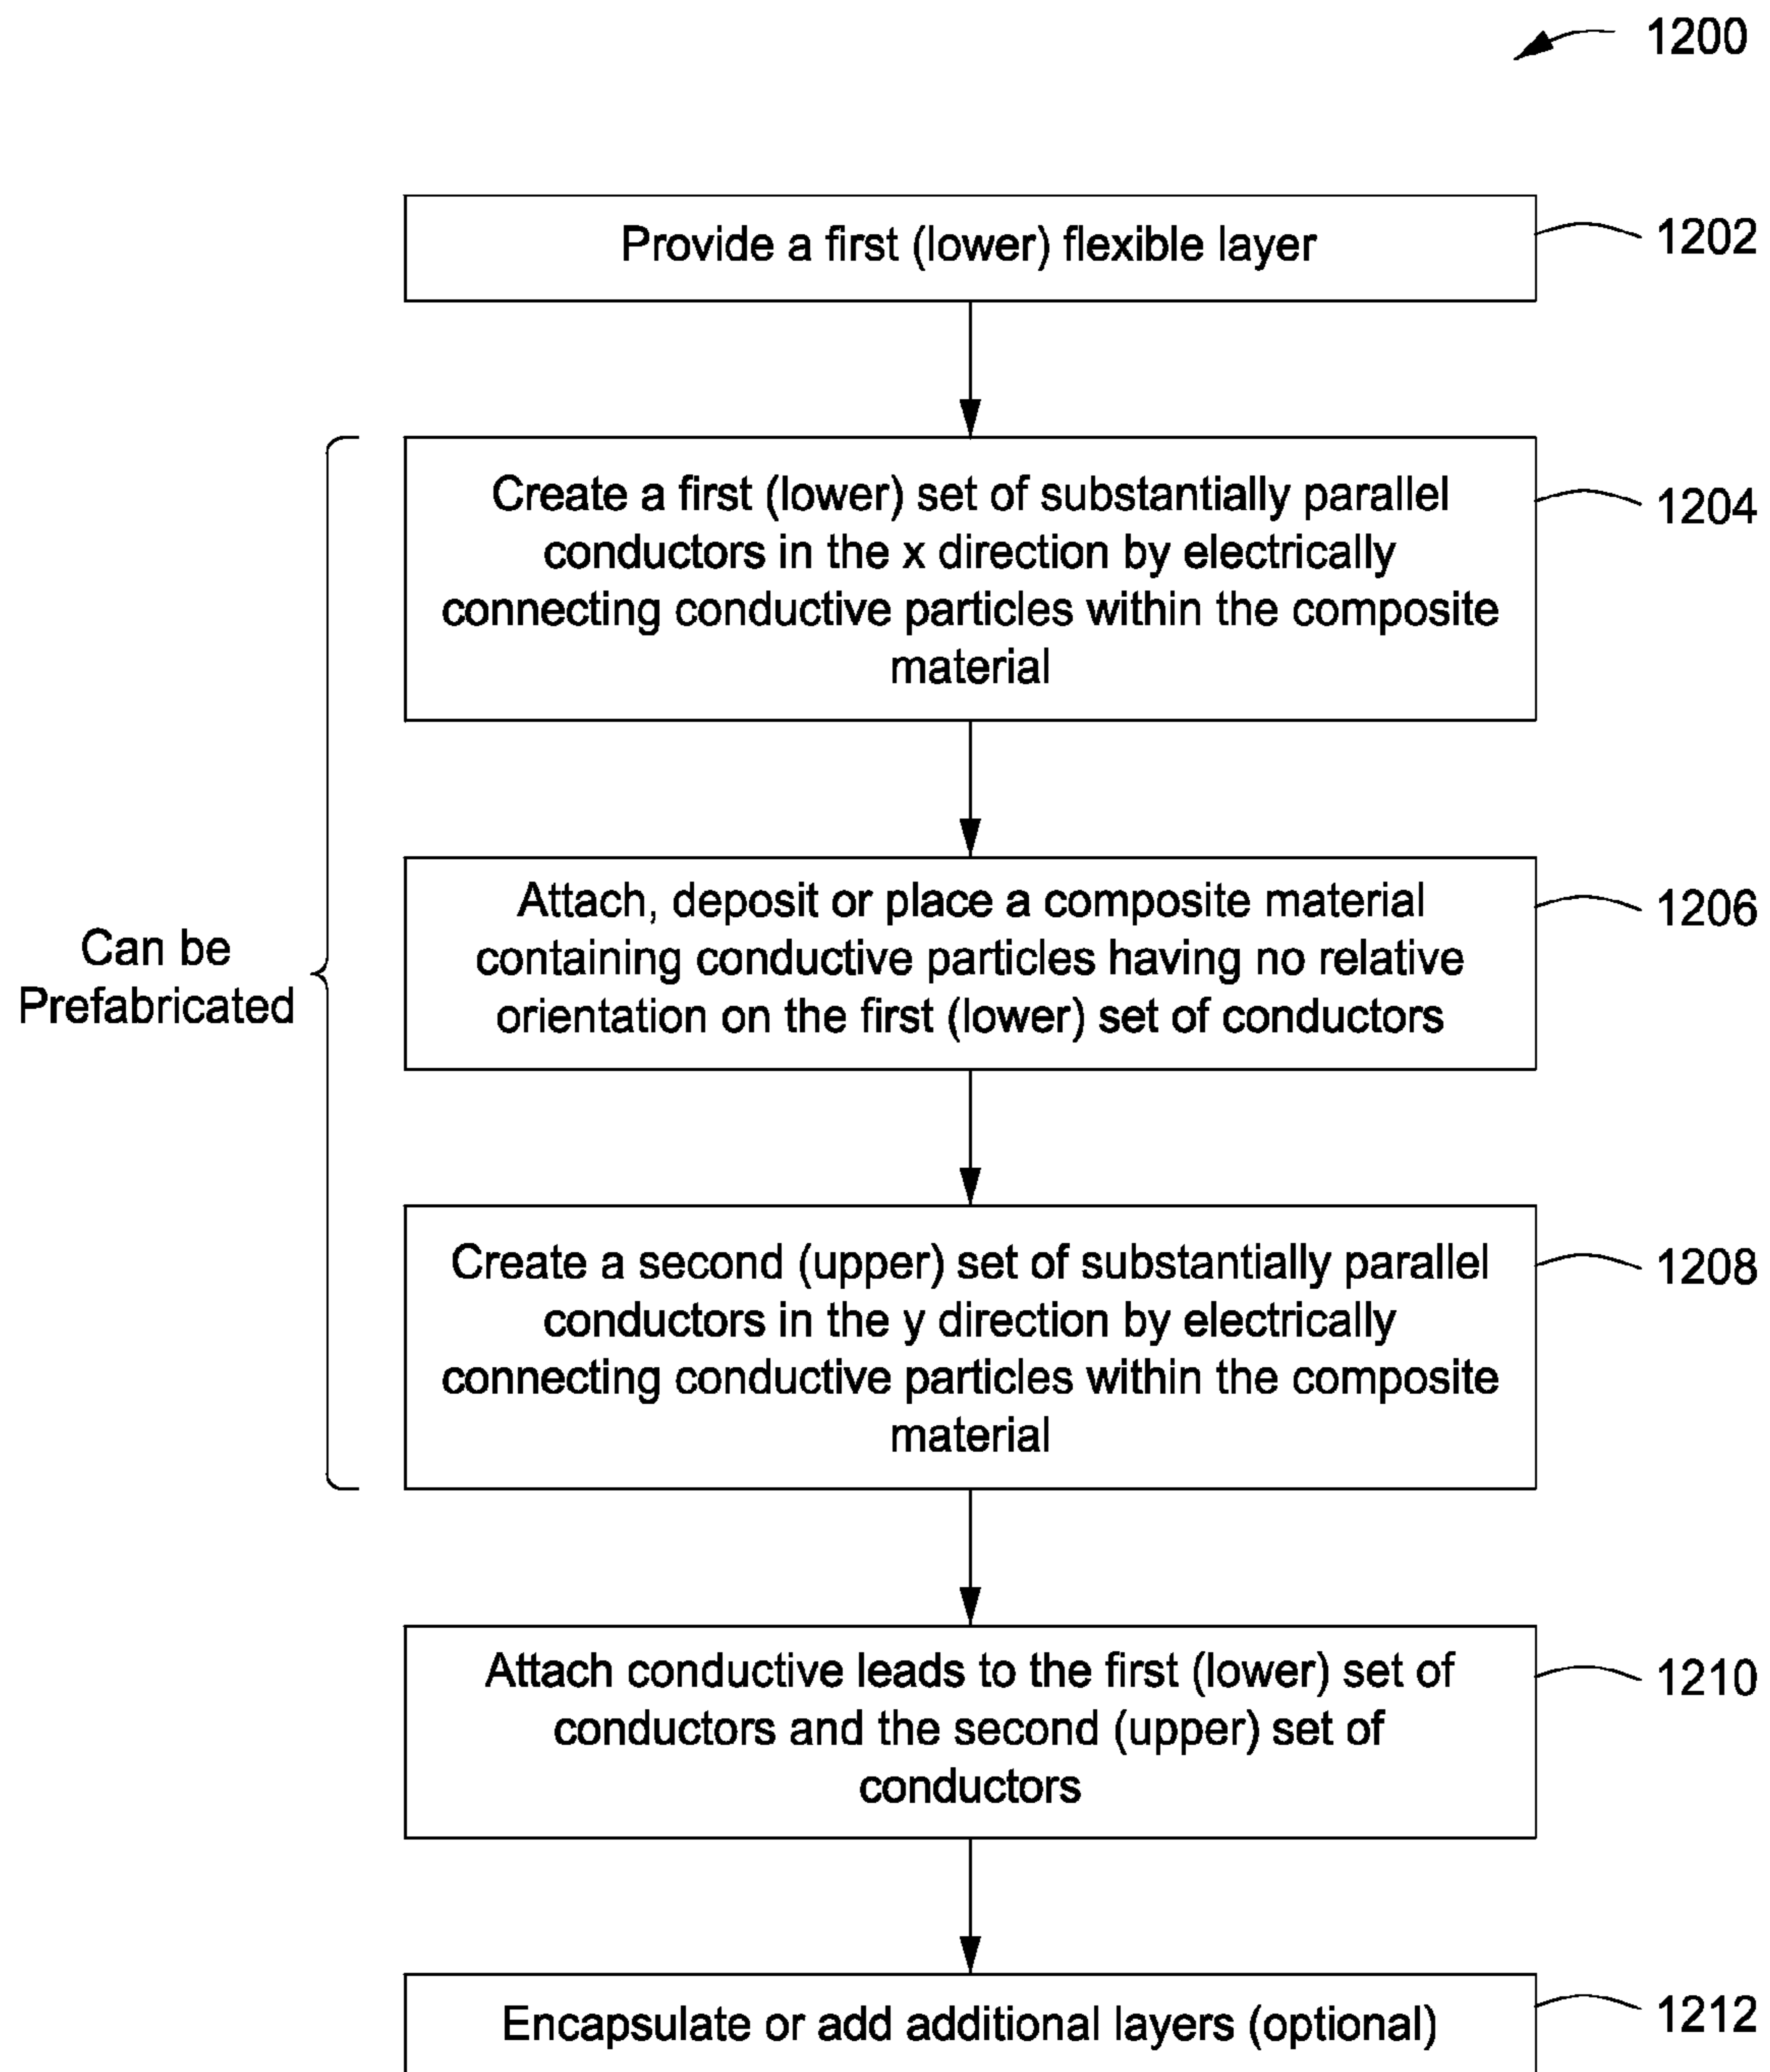 1200
Provide a first (lower) flexible layer
1202
Create a first (lower) set of substantially parallel
conductors in the x direction by electrically
connecting conductive particles within the composite
material
1204
Can be
Prefabricated
Attach, deposit or place a composite material
containing conductive particles having no relative
orientation on the first (lower) set of conductors
1206
Create a second (upper) set of substantially parallel
conductors in the y direction by electrically
connecting conductive particles within the composite
material
1208
Attach conductive leads to the first (lower) set of
conductors and the second (upper) set of
conductors
1210
Encapsulate or add additional layers (optional)
1212